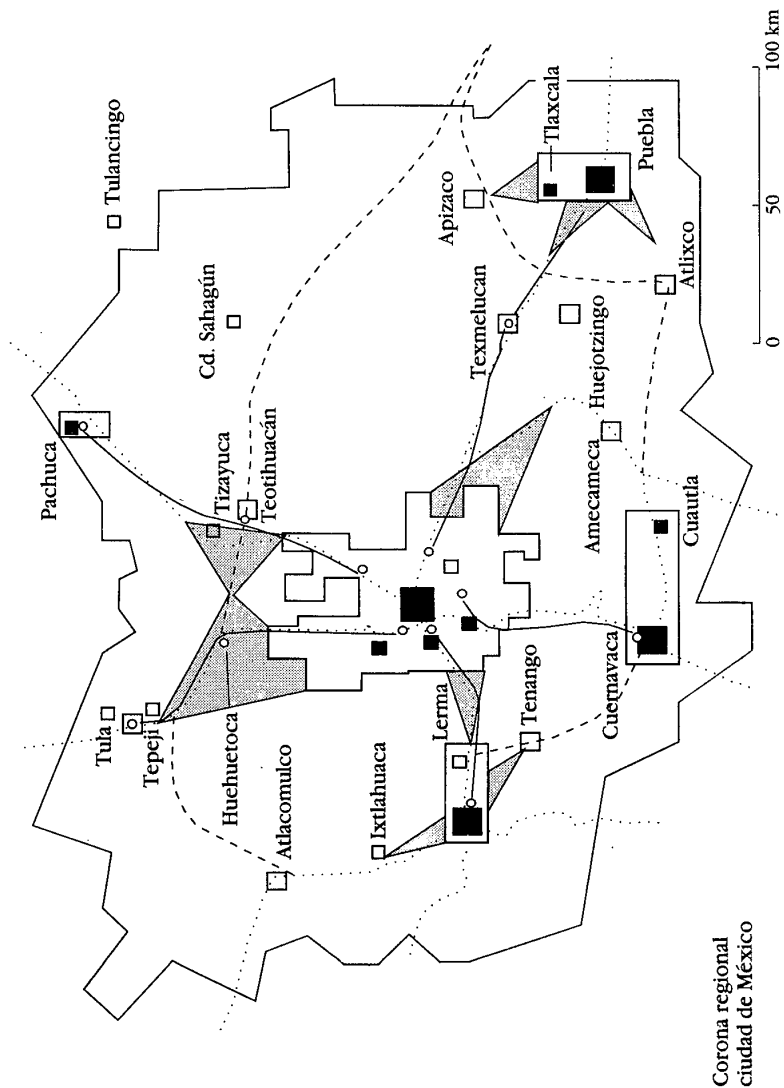 Tulancingo
Pachuca
Cd. Sahagún
Tizayuca
Teotihuacán
Tula
Tepeji
Huehuetoca
Atlacomulco
Ixtlahuaca
Lerma
Tenango
Apizaco
Tlaxcala
Texmelucan
Puebla
Huejotzingo
Atlixco
Amecameca
Cuautla
Cuernavaca
0 50 100 km
Corona regional
ciudad de México